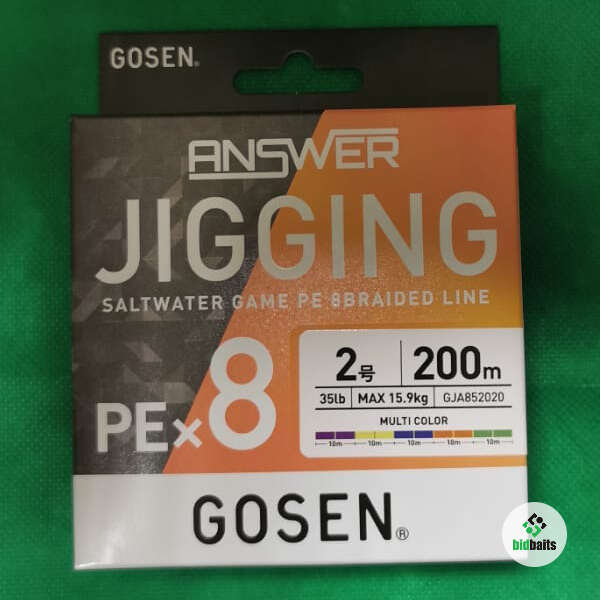 GOSEN®
ANSWER
JIGGING
SALTWATER GAME PE 8BRAIDED LINE
PE×8
2号 200m
35lb MAX 15.9kg GJA852020
MULTI COLOR
10m 10m 10m 10m 10m
GOSEN®
bidbaits